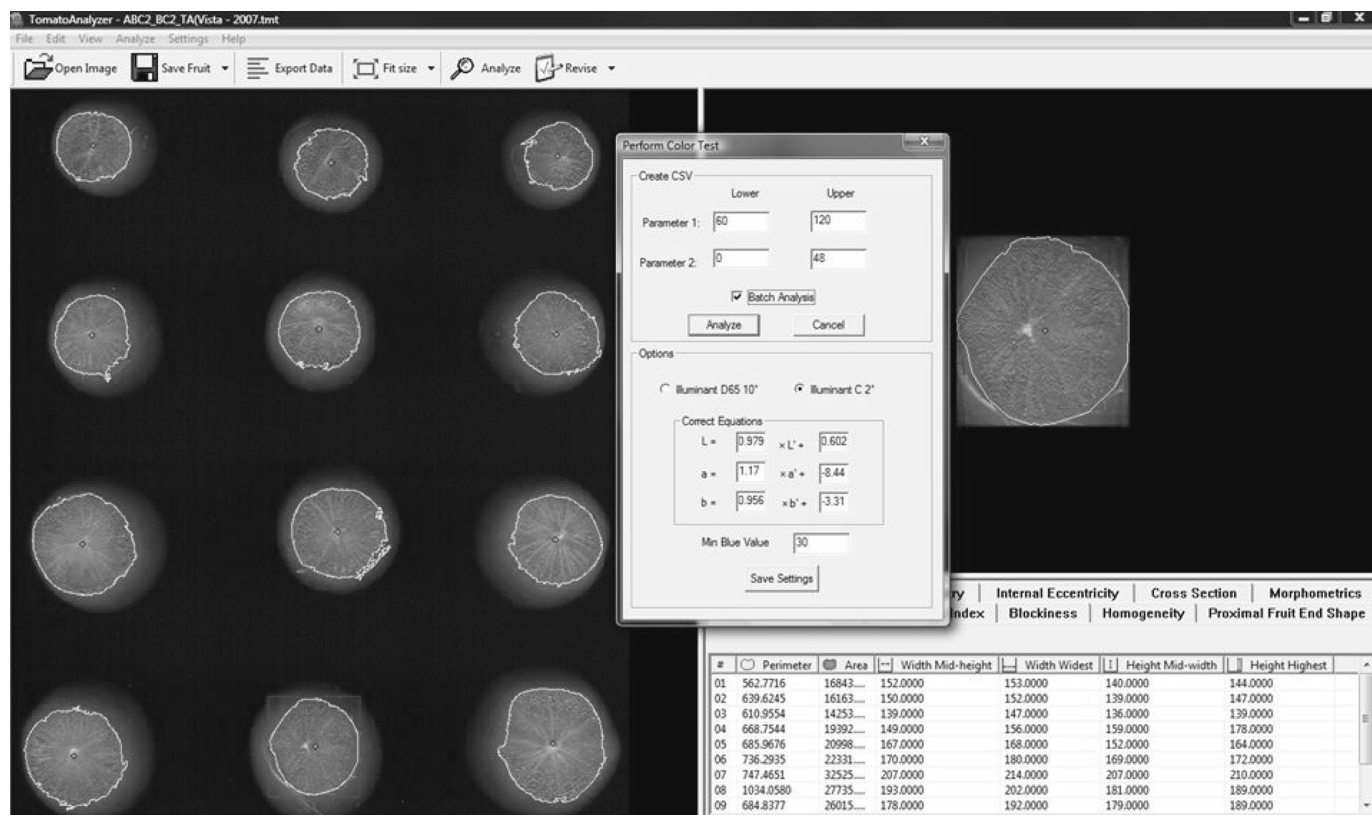 TomatoAnalyzer - ABC2_BC2_TA(Vista - 2007.tmt
File Edit View Analyze Settings Help
Open Image Save Fruit Export Data Fit size Analyze Revise
Perform Color Test
Create CSV
Lower Upper
Parameter 1: 60 120
Parameter 2: 0 48
Batch Analysis
Analyze Cancel
Options
Illuminant D65 10° Illuminant C 2°
Correct Equations
L = 0.979 × L' + 0.602
a = 1.17 × a' + -8.44
b = 0.956 × b' + -3.31
Min Blue Value 30
Save Settings
ry Internal Eccentricity Cross Section Morphometrics
Index Blockiness Homogeneity Proximal Fruit End Shape
# Perimeter Area Width Mid-height Width Widest Height Mid-width Height Highest
01 562.7716 16843.... 152.0000 153.0000 140.0000 144.0000
02 639.6245 16163.... 150.0000 152.0000 139.0000 147.0000
03 610.9554 14253.... 139.0000 147.0000 136.0000 139.0000
04 668.7544 19392.... 149.0000 156.0000 159.0000 178.0000
05 685.9676 20998.... 167.0000 168.0000 152.0000 164.0000
06 736.2935 22331.... 170.0000 180.0000 169.0000 172.0000
07 747.4651 32525.... 207.0000 214.0000 207.0000 210.0000
08 1034.0580 27735.... 193.0000 202.0000 181.0000 189.0000
09 684.8377 26015.... 178.0000 192.0000 179.0000 189.0000